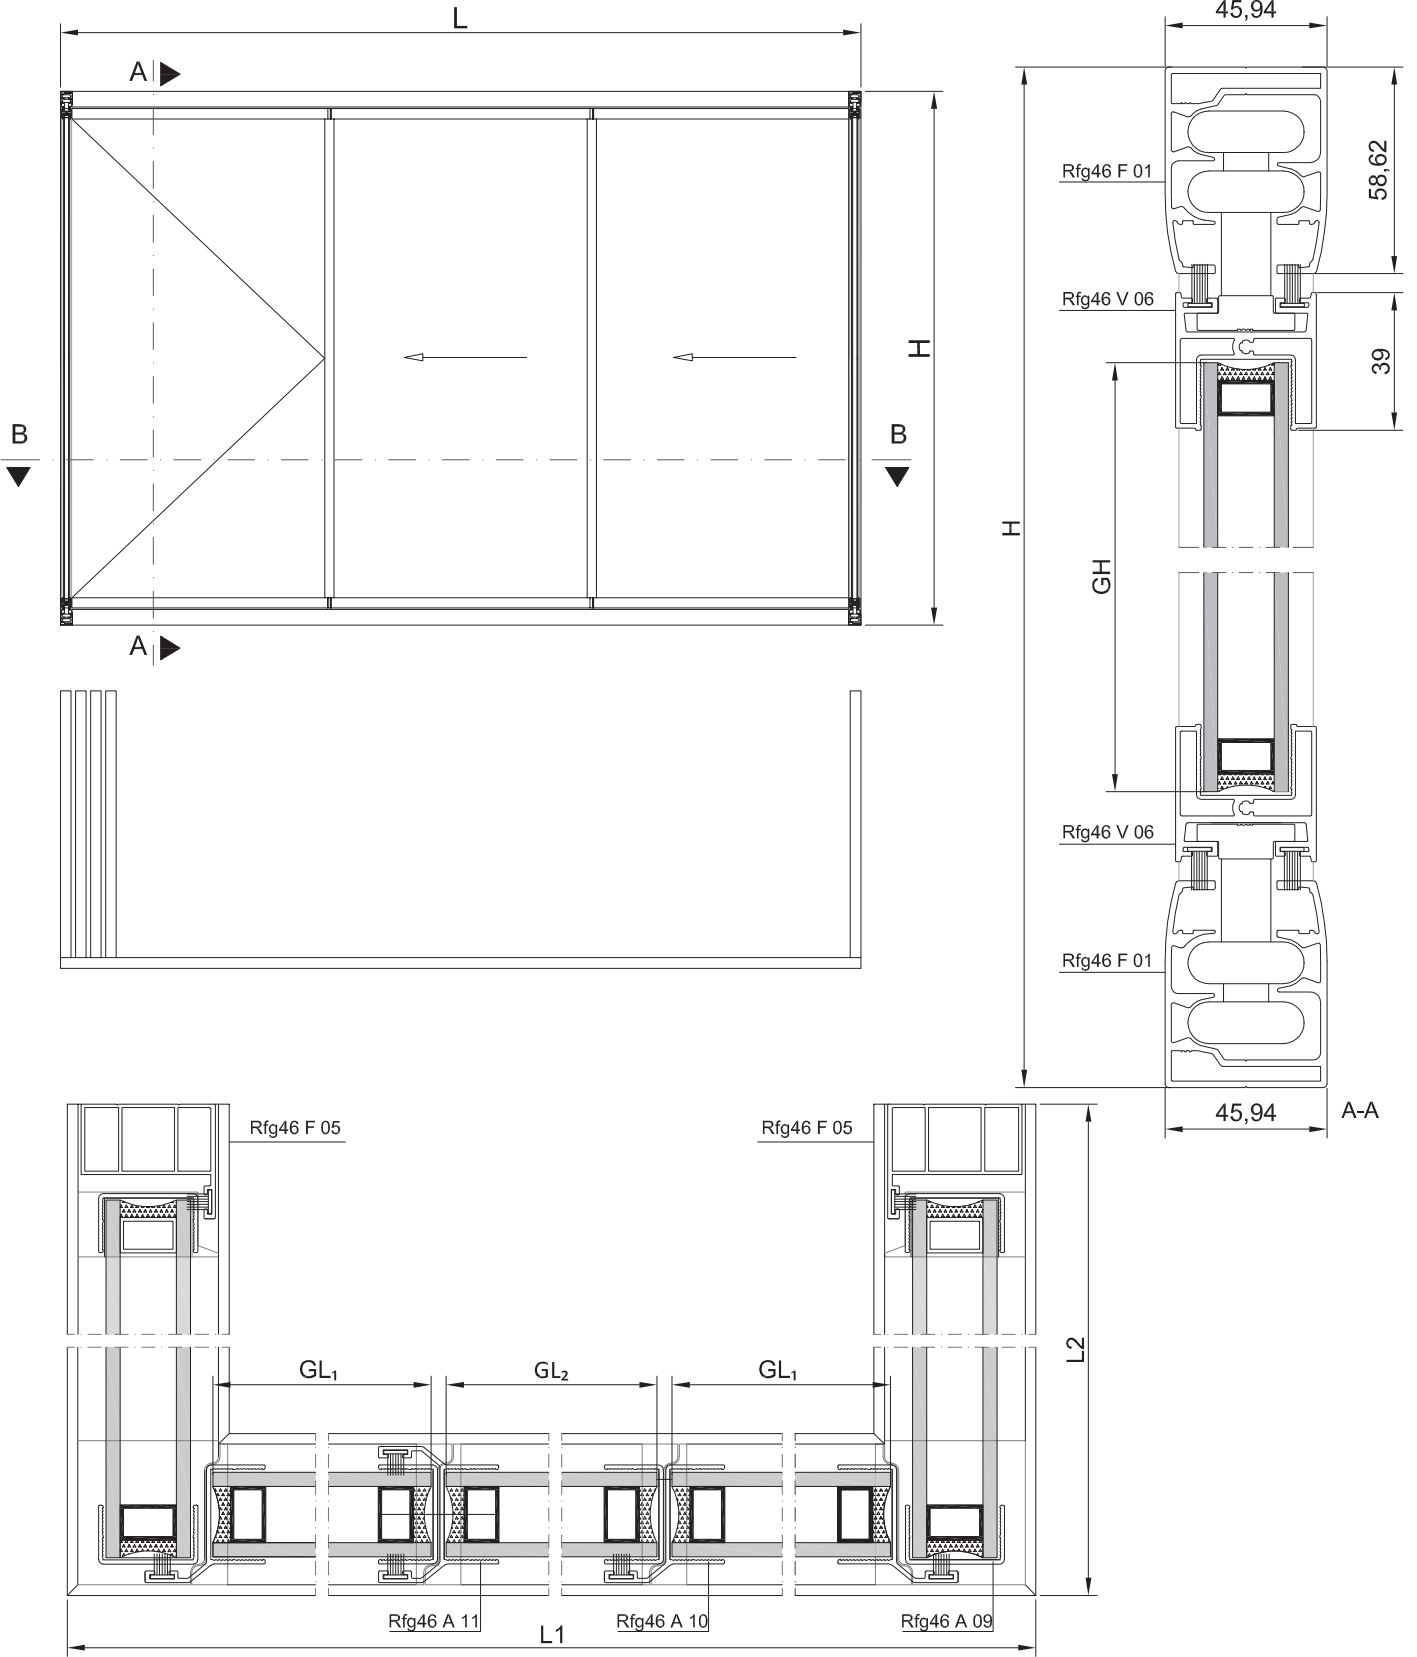 L
45,94
A
Rfg46 F 01
58,62
Rfg46 V 06
H
39
B
B
H
GH
A
Rfg46 V 06
Rfg46 F 01
45,94
A-A
Rfg46 F 05
Rfg46 F 05
L2
GL₁
GL₂
GL₁
Rfg46 A 11
Rfg46 A 10
Rfg46 A 09
L1